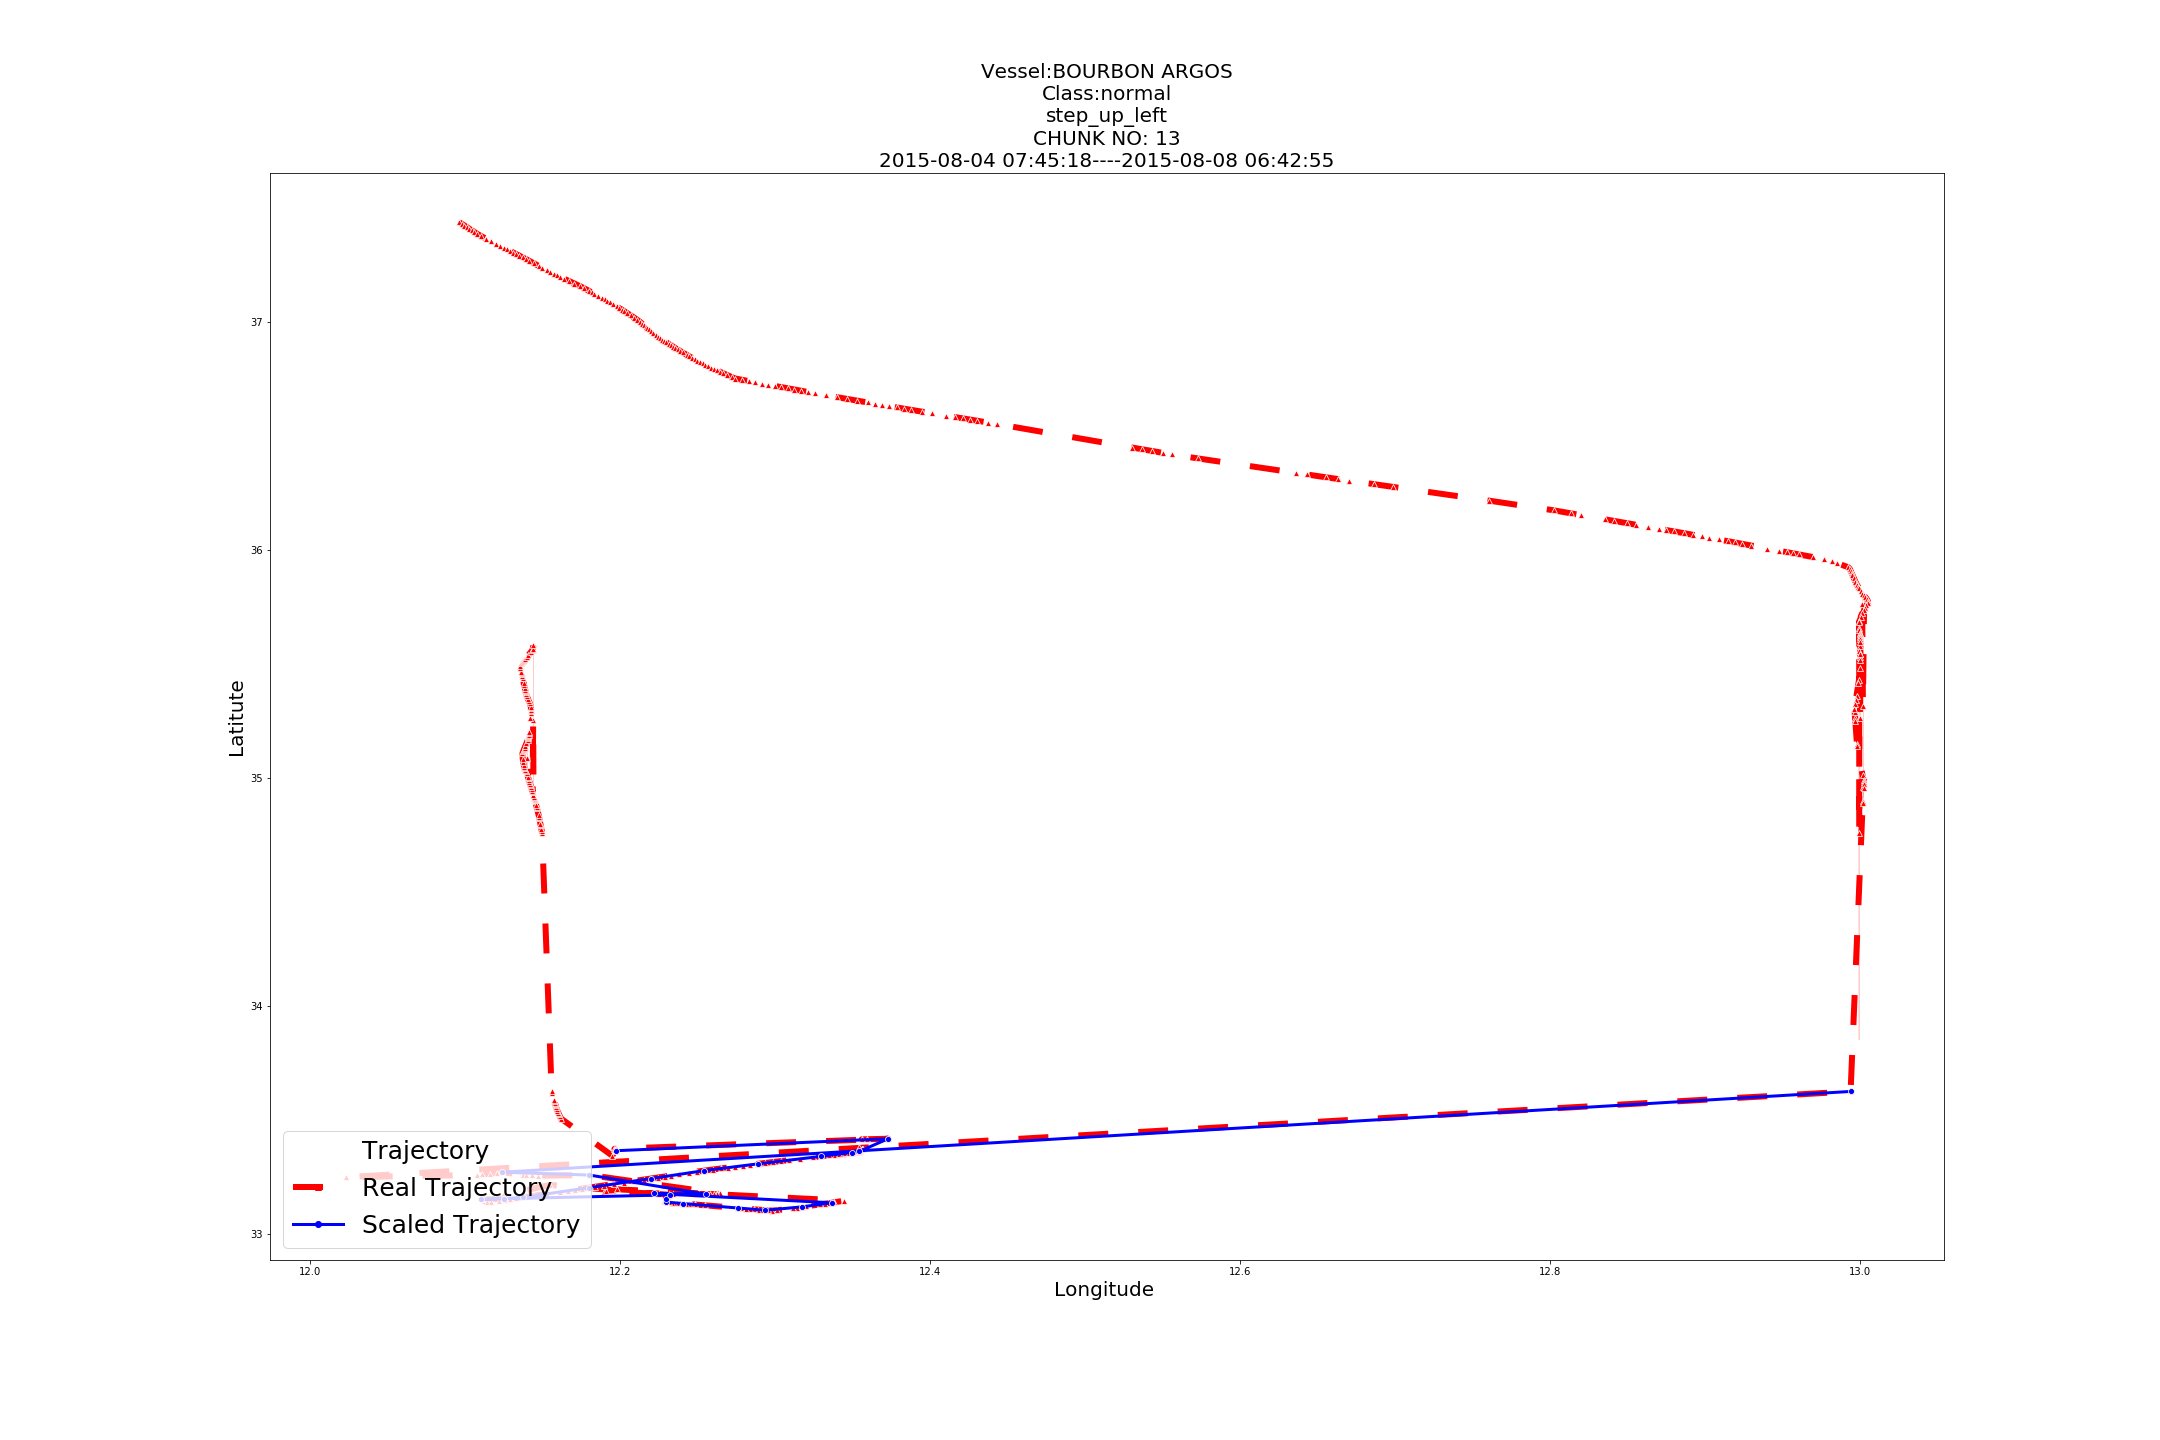 Vessel:BOURBON ARGOS
Class:normal
step_up_left
CHUNK NO: 13
2015-08-04 07:45:18----2015-08-08 06:42:55
Latitute
37
36
35
34
33
Trajectory
Real Trajectory
Scaled Trajectory
12.0 12.2 12.4 12.6 12.8 13.0
Longitude